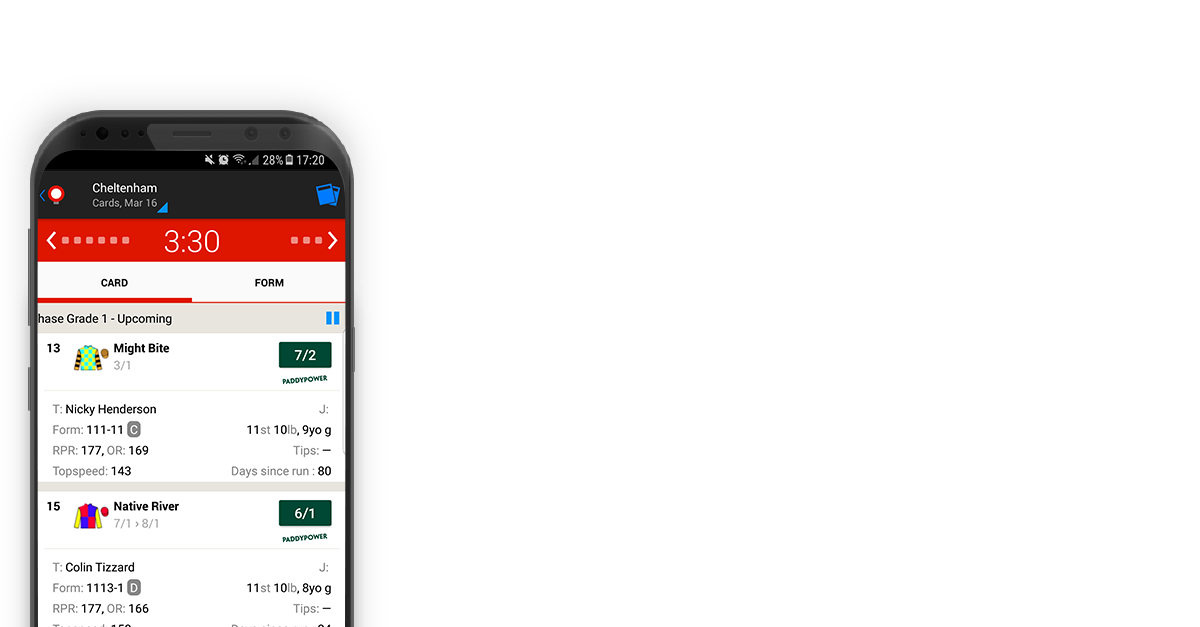 28% 17:20
Cheltenham
Cards, Mar 16
3:30
CARD FORM
hase Grade 1 - Upcoming
13 Might Bite 7/2
3/1
PADDYPOWER
T: Nicky Henderson J:
Form: 111-11 C 11st 10lb, 9yo g
RPR: 177, OR: 169 Tips: —
Topspeed: 143 Days since run : 80
15 Native River 6/1
7/1 › 8/1
PADDYPOWER
T: Colin Tizzard J:
Form: 1113-1 D 11st 10lb, 8yo g
RPR: 177, OR: 166 Tips: —